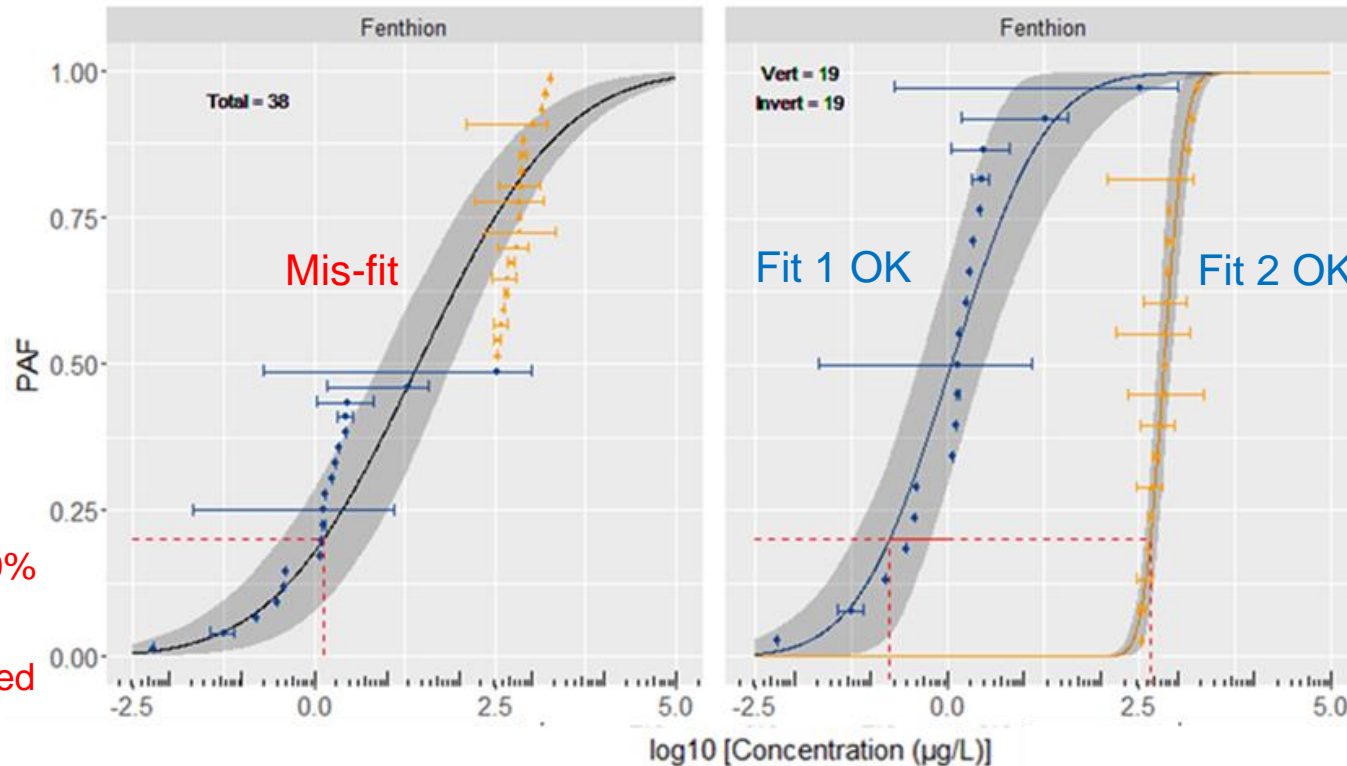 Fenthion
Fenthion
Total = 38
Vert = 19
Invert = 19
Mis-fit
Fit 1 OK
Fit 2 OK
PAF
1.00
0.75
0.50
0.25
0.00
-2.5
0.0
2.5
5.0
-2.5
0.0
2.5
5.0
log10 [Concentration (µg/L)]